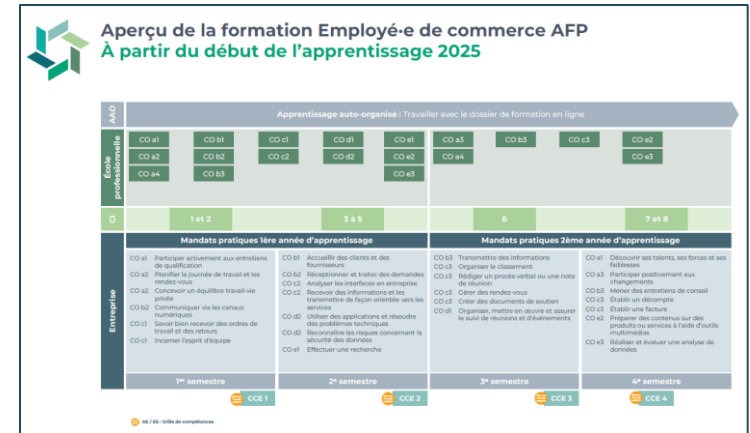 Aperçu de la formation Employé·e de commerce AFP
À partir du début de l'apprentissage 2025
AAO
Apprentissage auto-organisé : Travailler avec le dossier de formation en ligne
École professionnelle
CO a1 CO b1 CO c1 CO d1 CO e1 CO a3 CO b3 CO c3 CO e2
CO a2 CO b2 CO c2 CO d2 CO e2 CO a4 CO e3
CO a4 CO b3 CO e3
CI
1 et 2 3 à 5 6 7 et 8
Entreprise
Mandats pratiques 1ère année d'apprentissage
CO a1 Participer activement aux entretiens
de qualification
CO a2 Planifier la journée de travail et les
rendez-vous
CO a2 Concevoir un équilibre travail-vie
privée
CO b2 Communiquer via les canaux
numériques
CO c1 Savoir bien recevoir des ordres de
travail et des retours
CO c1 Incarner l'esprit d'équipe
CO b1 Accueillir des clients et des
fournisseurs
CO b2 Réceptionner et traiter des demandes
CO c2 Analyser les interfaces en entreprise
CO c2 Recevoir des informations et les
transmettre de façon orientée vers les
services
CO d2 Utiliser des applications et résoudre
des problèmes techniques
CO d2 Reconnaître les risques concernant la
sécurité des données
CO e1 Effectuer une recherche
Mandats pratiques 2ème année d'apprentissage
CO b3 Transmettre des informations
CO c3 Organiser le classement
CO c3 Rédiger un procès-verbal ou une note
de réunion
CO c3 Gérer des rendez-vous
CO c3 Créer des documents de soutien
CO d1 Organiser, mettre en œuvre et assurer
le suivi de réunions et d'événements
CO a1 Découvrir ses talents, ses forces et ses
faiblesses
CO a3 Participer positivement aux
changements
CO b3 Mener des entretiens de conseil
CO c3 Établir un décompte
CO c3 Établir une facture
CO e2 Préparer des contenus sur des
produits ou services à l'aide d'outils
multimédias
CO e3 Réaliser et évaluer une analyse de
données
1er semestre 2e semestre 3e semestre 4e semestre
CCE 1 CCE 2 CCE 3 CCE 4
AE / EE : Grille de compétences